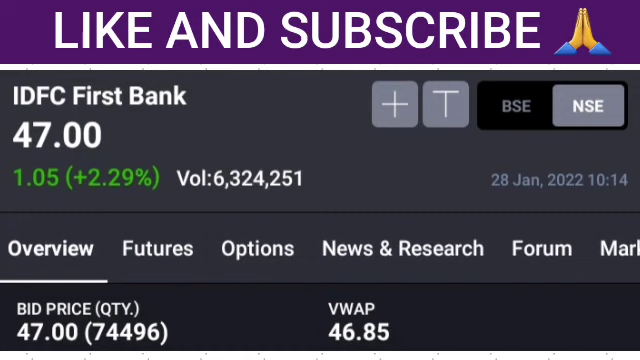 LIKE AND SUBSCRIBE 🙏
IDFC First Bank
47.00
1.05 (+2.29%) Vol:6,324,251
+ T BSE NSE
28 Jan, 2022 10:14
Overview Futures Options News & Research Forum Mark
BID PRICE (QTY.) VWAP
47.00 (74496) 46.85